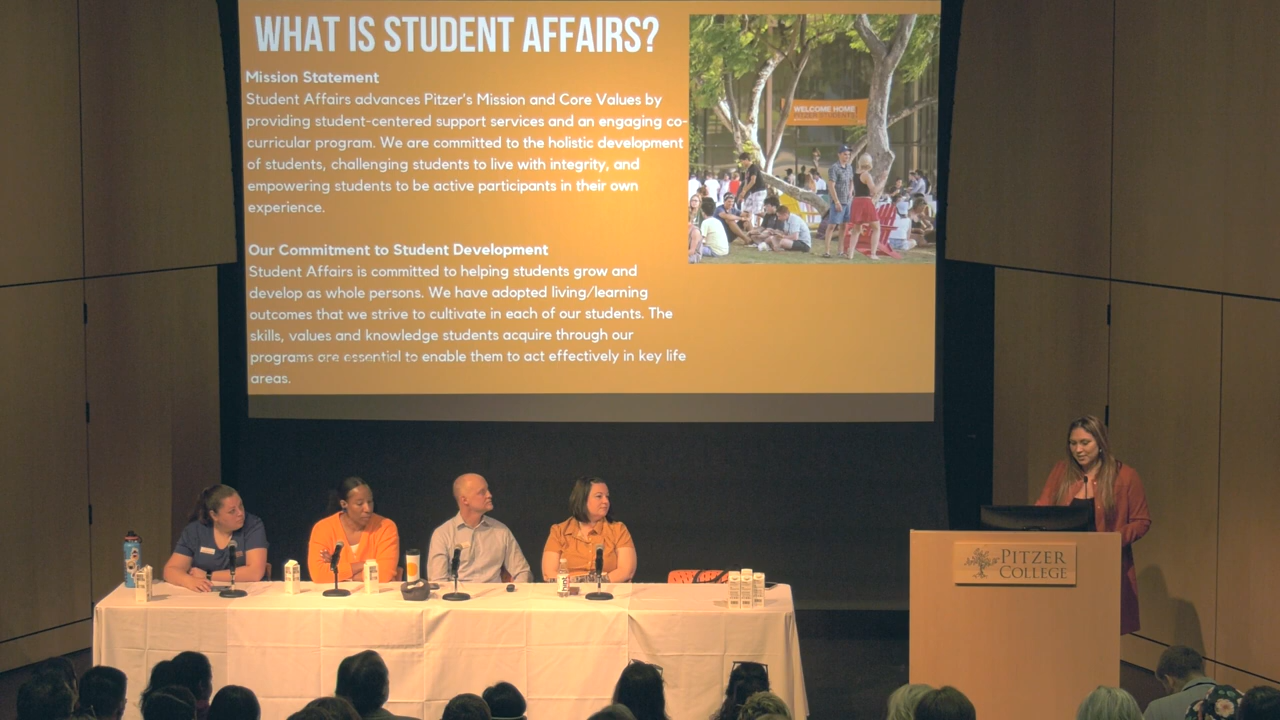 WHAT IS STUDENT AFFAIRS?
Mission Statement
Student Affairs advances Pitzer's Mission and Core Values by
providing student-centered support services and an engaging co-
curricular program. We are committed to the holistic development
of students, challenging students to live with integrity, and
empowering students to be active participants in their own
experience.
Our Commitment to Student Development
Student Affairs is committed to helping students grow and
develop as whole persons. We have adopted living/learning
outcomes that we strive to cultivate in each of our students. The
skills, values and knowledge students acquire through our
programs are essential to enable them to act effectively in key life
areas.
WELCOME HOME
PITZER STUDENTS
PITZER
COLLEGE